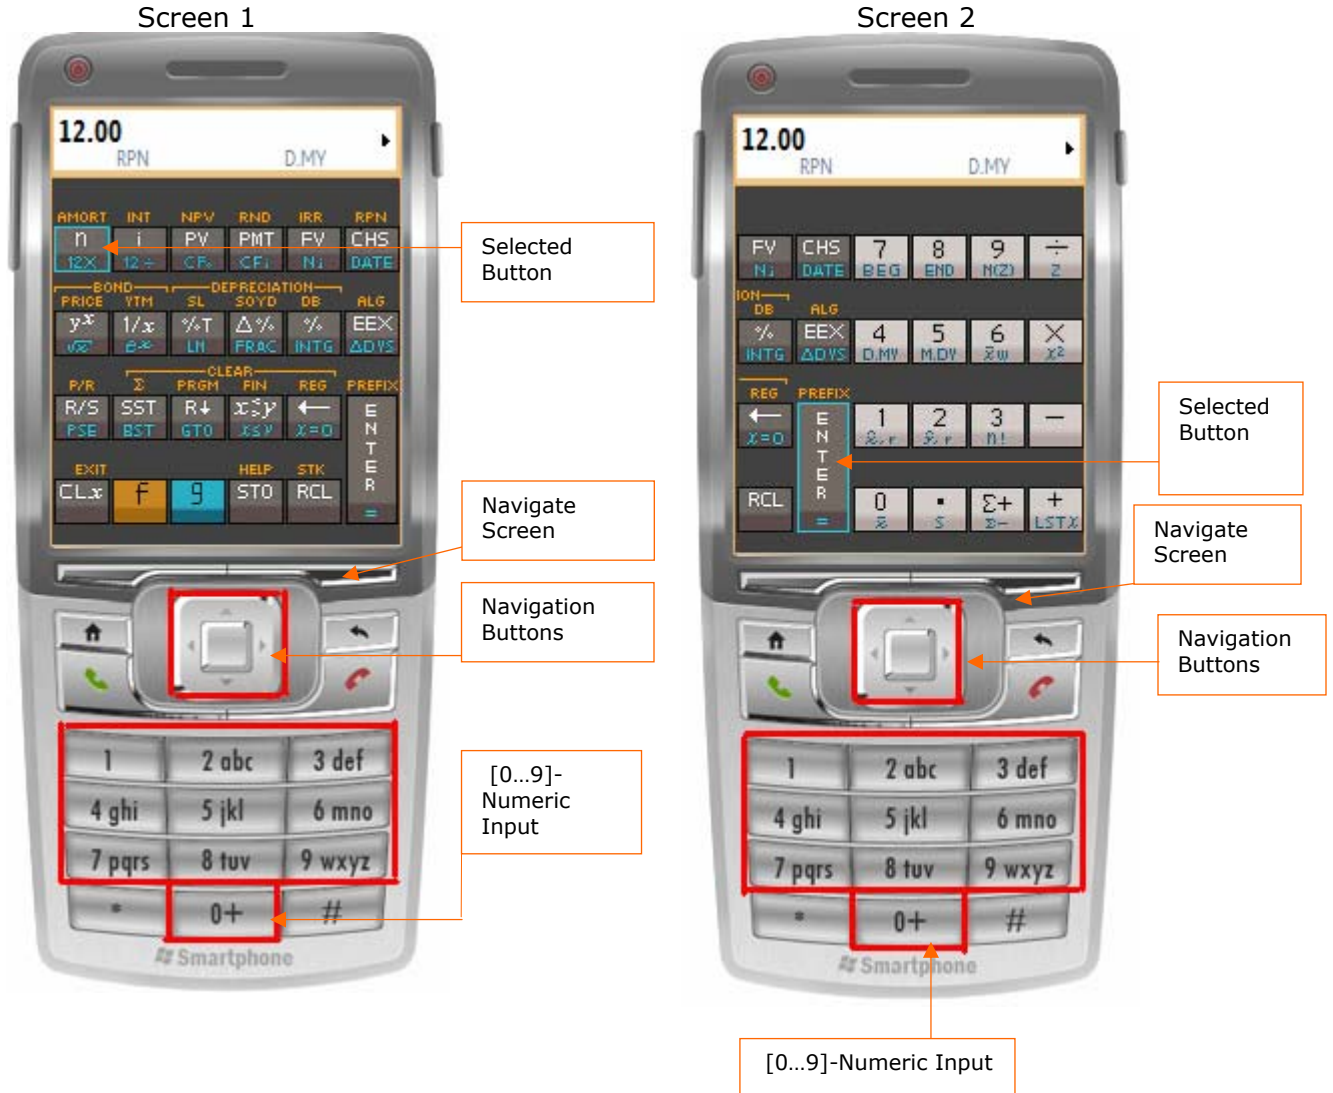 Screen 1
12.00
RPN D.MY
AMORT INT NPV RND IRR RPN
n i PV PMT FV CHS
12X 12÷ CF₀ CFⱼ Nⱼ DATE
BOND DEPRECIATION
PRICE YTM SL SOYD DB ALG
yˣ 1/x %T Δ% % EEX
√x eˣ LN FRAC INTG ΔDYS
CLEAR
P/R Σ PRGM FIN REG PREFIX
R/S SST R↓ x≶y ← ENTER
PSE BST GTO x≤y x=0 =
EXIT HELP STK
CLx f g STO RCL
Selected
Button
Navigate
Screen
Navigation
Buttons
[0...9]-
Numeric
Input
1 2 abc 3 def
4 ghi 5 jkl 6 mno
7 pqrs 8 tuv 9 wxyz
* 0+ #
Smartphone
Screen 2
12.00
RPN D.MY
FV CHS 7 8 9 ÷
Nⱼ DATE BEG END
ION
DB ALG
% EEX 4 5 6 X
INTG ΔDYS D.MY M.DY x̄w x²
REG PREFIX
← ENTER 1 2 3 −
x=0 x̂,r ŷ,r n!
RCL 0 . Σ+ +
= x̄ s Σ− LSTX
Selected
Button
Navigate
Screen
Navigation
Buttons
1 2 abc 3 def
4 ghi 5 jkl 6 mno
7 pqrs 8 tuv 9 wxyz
* 0+ #
Smartphone
[0...9]-Numeric Input